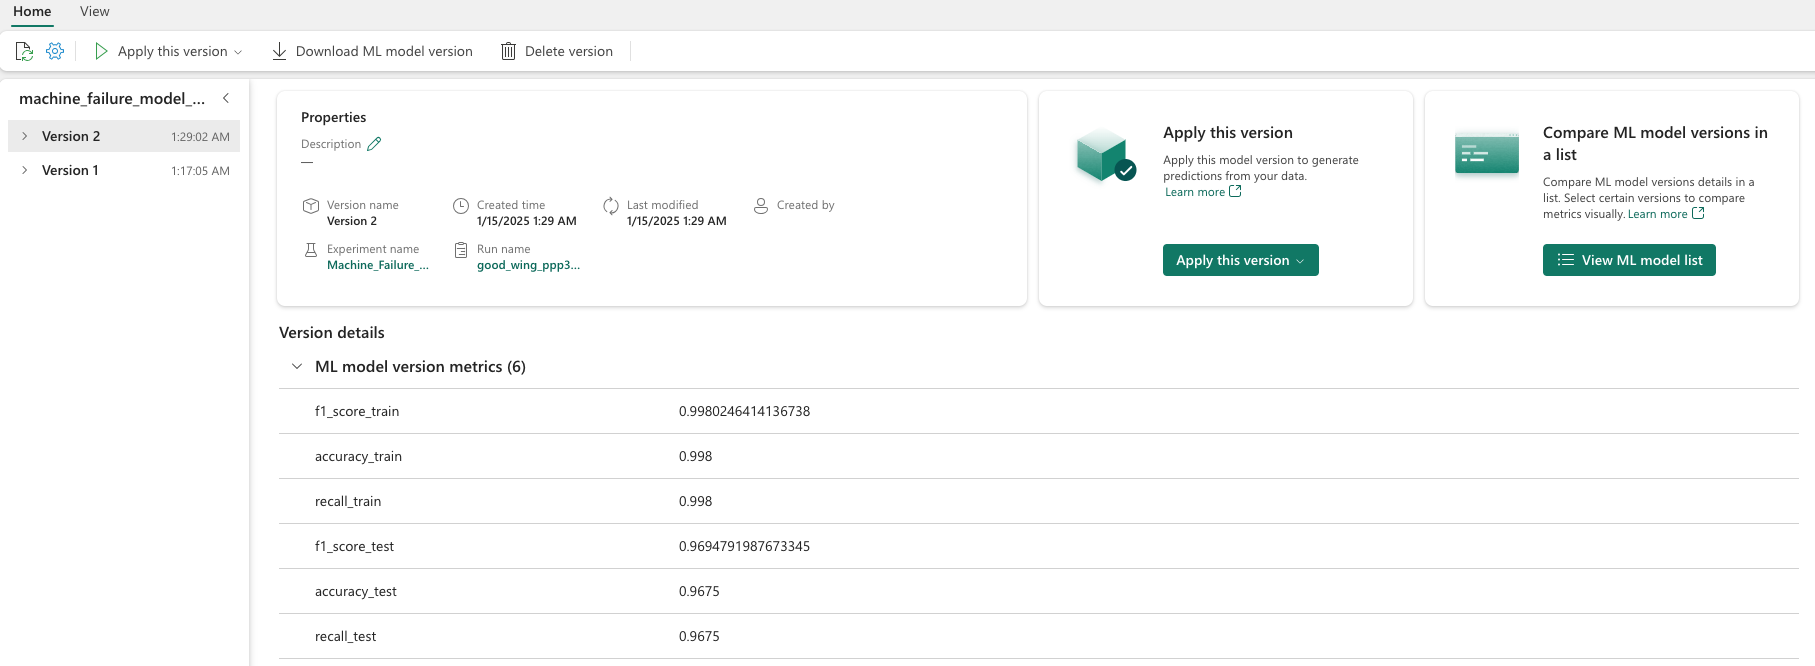 Home View
Apply this version Download ML model version Delete version
machine_failure_model_...
Version 2 1:29:02 AM
Version 1 1:17:05 AM
Properties
Description
—
Version name
Version 2
Created time
1/15/2025 1:29 AM
Last modified
1/15/2025 1:29 AM
Created by
Experiment name
Machine_Failure_...
Run name
good_wing_ppp3...
Apply this version
Apply this model version to generate
predictions from your data.
Learn more
Apply this version
Compare ML model versions in
a list
Compare ML model versions details in a
list. Select certain versions to compare
metrics visually. Learn more
View ML model list
Version details
ML model version metrics (6)
f1_score_train 0.9980246414136738
accuracy_train 0.998
recall_train 0.998
f1_score_test 0.9694791987673345
accuracy_test 0.9675
recall_test 0.9675